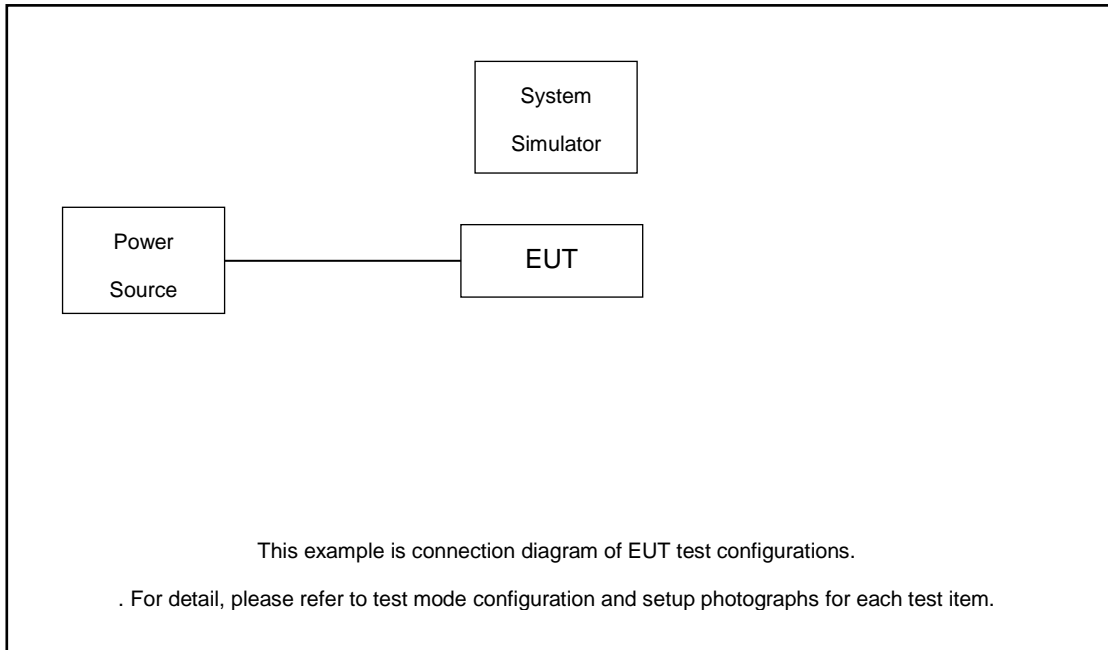 System
Simulator
Power
Source
EUT
This example is connection diagram of EUT test configurations.
. For detail, please refer to test mode configuration and setup photographs for each test item.